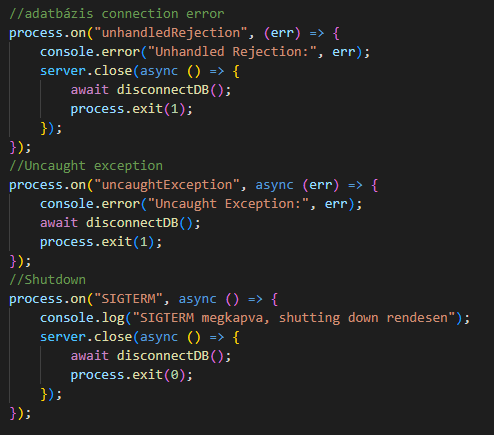 //adatbázis connection error
process.on("unhandledRejection", (err) => {
    console.error("Unhandled Rejection:", err);
    server.close(async () => {
        await disconnectDB();
        process.exit(1);
    });
});
//Uncaught exception
process.on("uncaughtException", async (err) => {
    console.error("Uncaught Exception:", err);
    await disconnectDB();
    process.exit(1);
});
//Shutdown
process.on("SIGTERM", async () => {
    console.log("SIGTERM megkapva, shutting down rendesen");
    server.close(async () => {
        await disconnectDB();
        process.exit(0);
    });
});